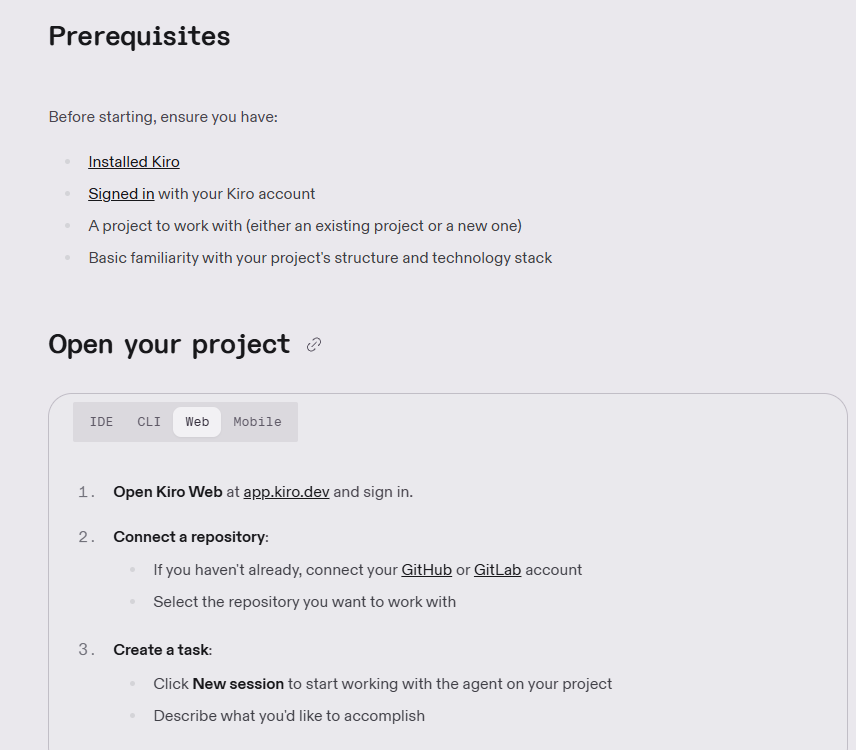 Prerequisites
Before starting, ensure you have:
Installed Kiro
Signed in with your Kiro account
A project to work with (either an existing project or a new one)
Basic familiarity with your project's structure and technology stack
Open your project
IDE CLI Web Mobile
1. Open Kiro Web at app.kiro.dev and sign in.
2. Connect a repository:
If you haven't already, connect your GitHub or GitLab account
Select the repository you want to work with
3. Create a task:
Click New session to start working with the agent on your project
Describe what you'd like to accomplish